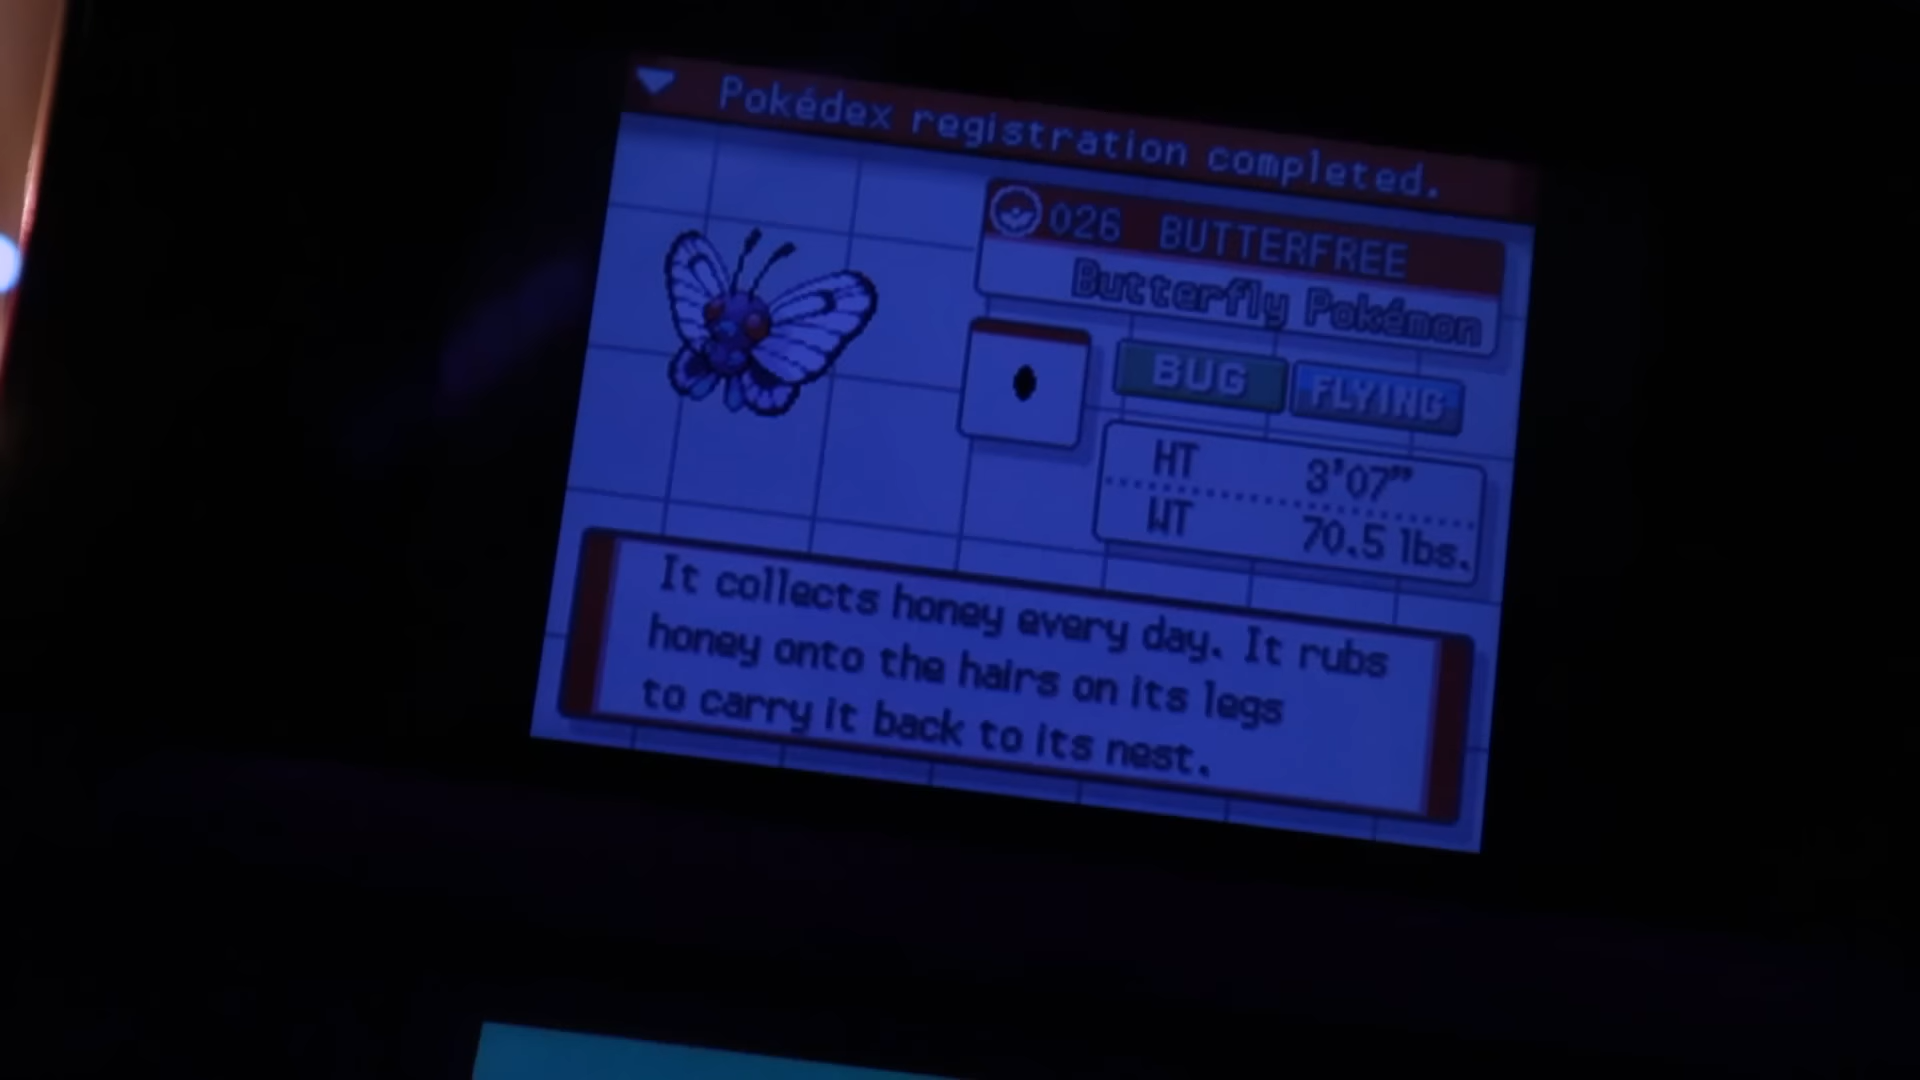 Pokédex registration completed.
026 BUTTERFREE
Butterfly Pokémon
BUG FLYING
HT 3'07"
WT 70.5 lbs.
It collects honey every day. It rubs
honey onto the hairs on its legs
to carry it back to its nest.